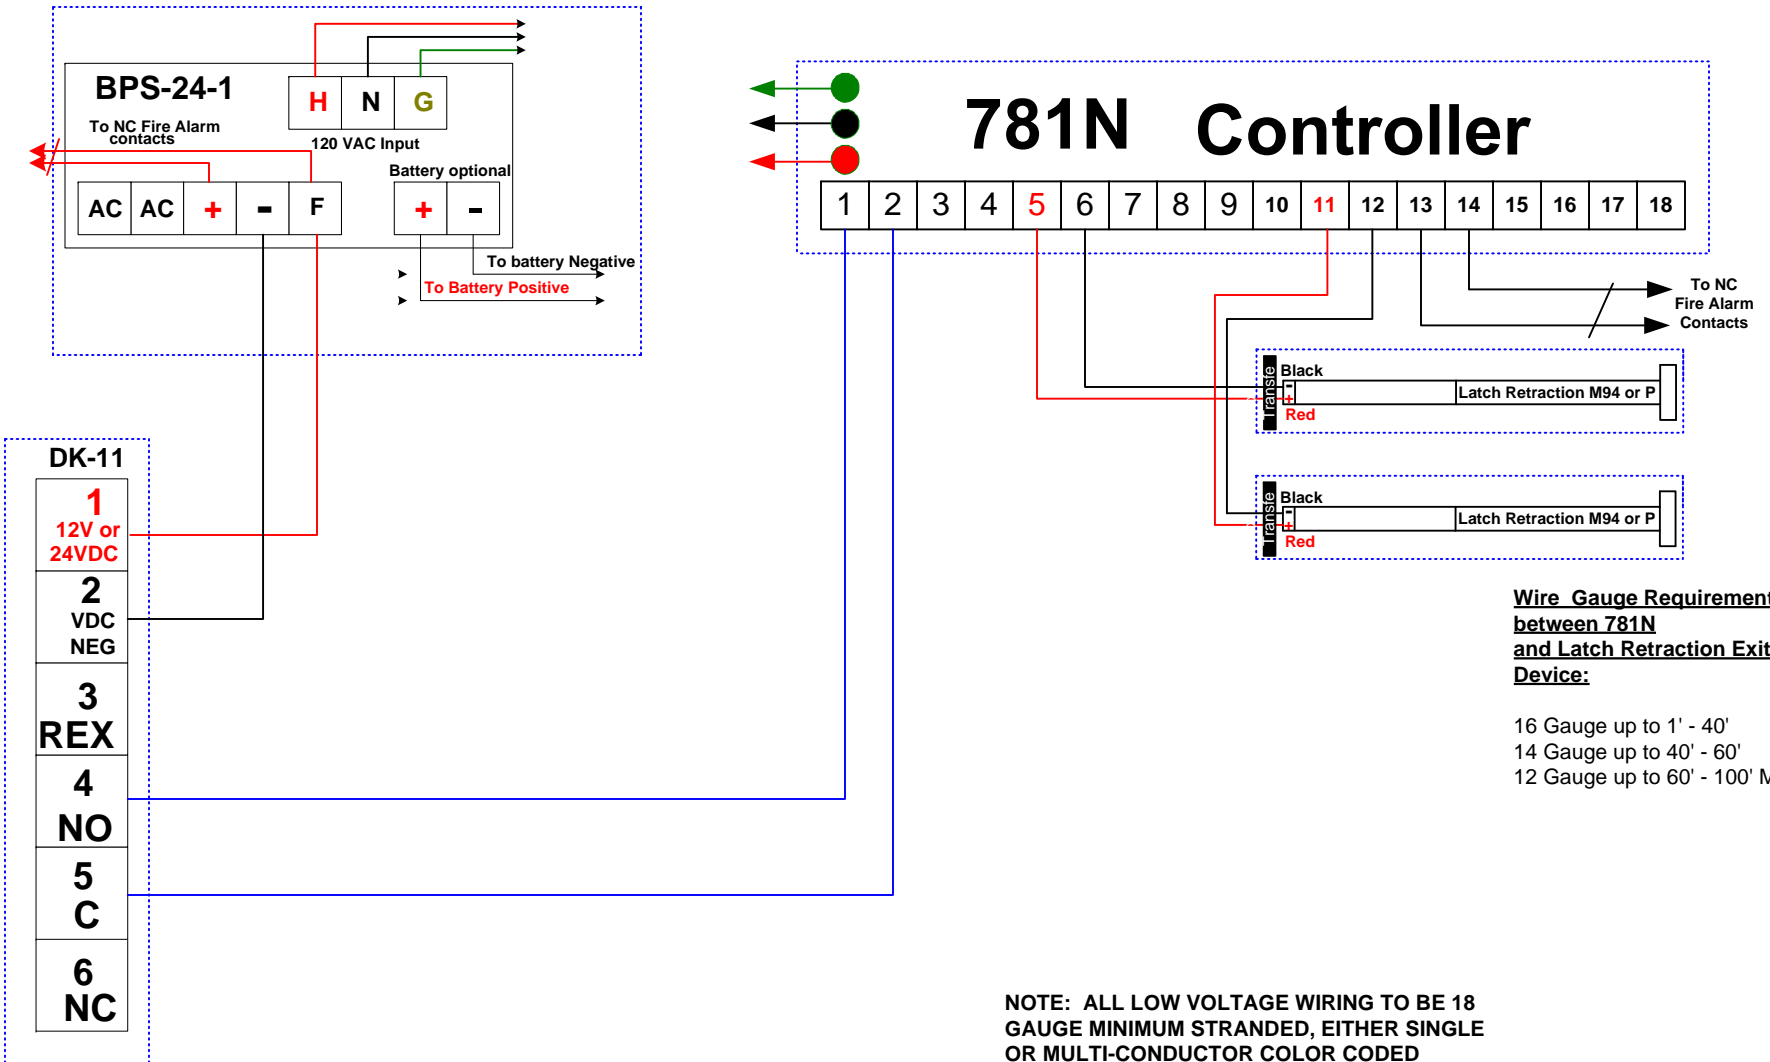 BPS-24-1
H N G
120 VAC Input
To NC Fire Alarm
contacts
Battery optional
AC AC + - F
+ -
To battery Negative
To Battery Positive
781N Controller
1 2 3 4 5 6 7 8 9 10 11 12 13 14 15 16 17 18
To NC
Fire Alarm
Contacts
Transfe
Black
-
+
Latch Retraction M94 or P
Red
Transfe
Black
-
+
Latch Retraction M94 or P
Red
DK-11
1
12V or
24VDC
2
VDC
NEG
3
REX
4
NO
5
C
6
NC
Wire Gauge Requirement
between 781N
and Latch Retraction Exit
Device:
16 Gauge up to 1' - 40'
14 Gauge up to 40' - 60'
12 Gauge up to 60' - 100' M
NOTE: ALL LOW VOLTAGE WIRING TO BE 18
GAUGE MINIMUM STRANDED, EITHER SINGLE
OR MULTI-CONDUCTOR COLOR CODED